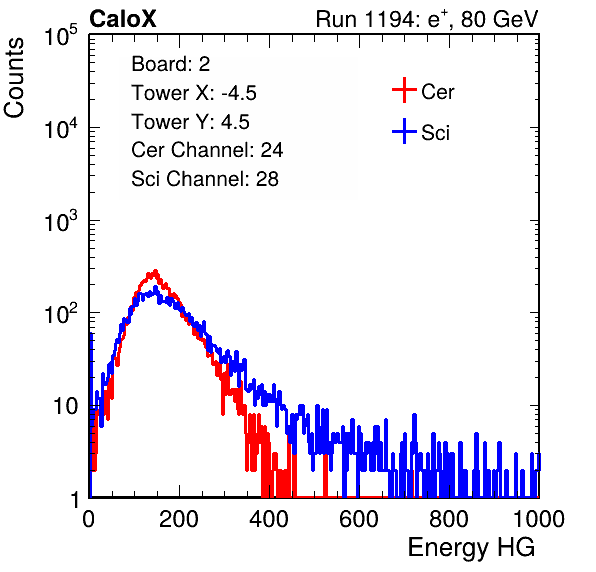 CaloX Run 1194: e⁺, 80 GeV
Counts
10⁵
10⁴
10³
10²
10
1
Board: 2
Tower X: -4.5
Tower Y: 4.5
Cer Channel: 24
Sci Channel: 28
Cer
Sci
0 200 400 600 800 1000
Energy HG